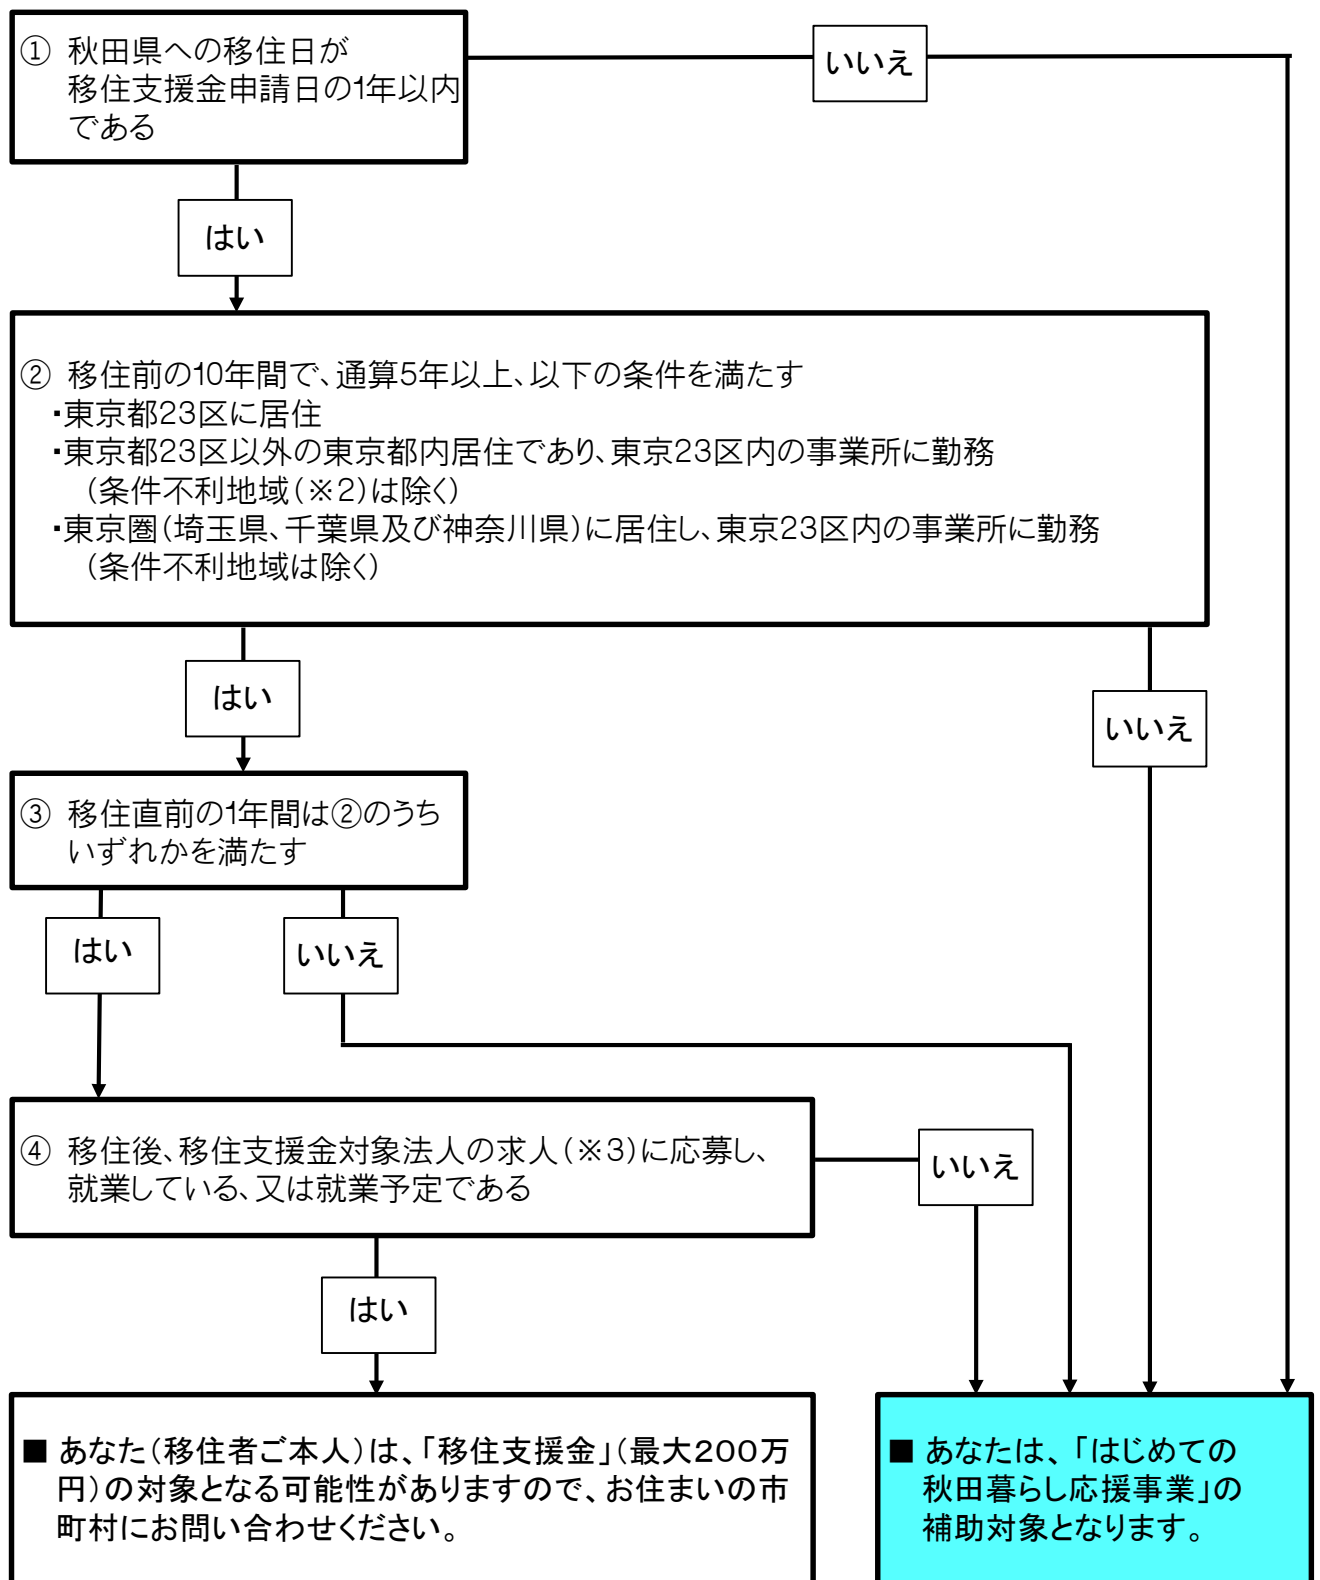 ① 秋田県への移住日が
移住支援金申請日の1年以内
である
いいえ
はい
② 移住前の10年間で、通算5年以上、以下の条件を満たす
・東京都23区に居住
・東京都23区以外の東京都内居住であり、東京23区内の事業所に勤務
（条件不利地域（※2）は除く）
・東京圏（埼玉県、千葉県及び神奈川県）に居住し、東京23区内の事業所に勤務
（条件不利地域は除く）
はい
いいえ
③ 移住直前の1年間は②のうち
いずれかを満たす
はい
いいえ
④ 移住後、移住支援金対象法人の求人（※3）に応募し、
就業している、又は就業予定である
いいえ
はい
■ あなた（移住者ご本人）は、「移住支援金」（最大200万
円）の対象となる可能性がありますので、お住まいの市
町村にお問い合わせください。
■ あなたは、「はじめての
秋田暮らし応援事業」の
補助対象となります。